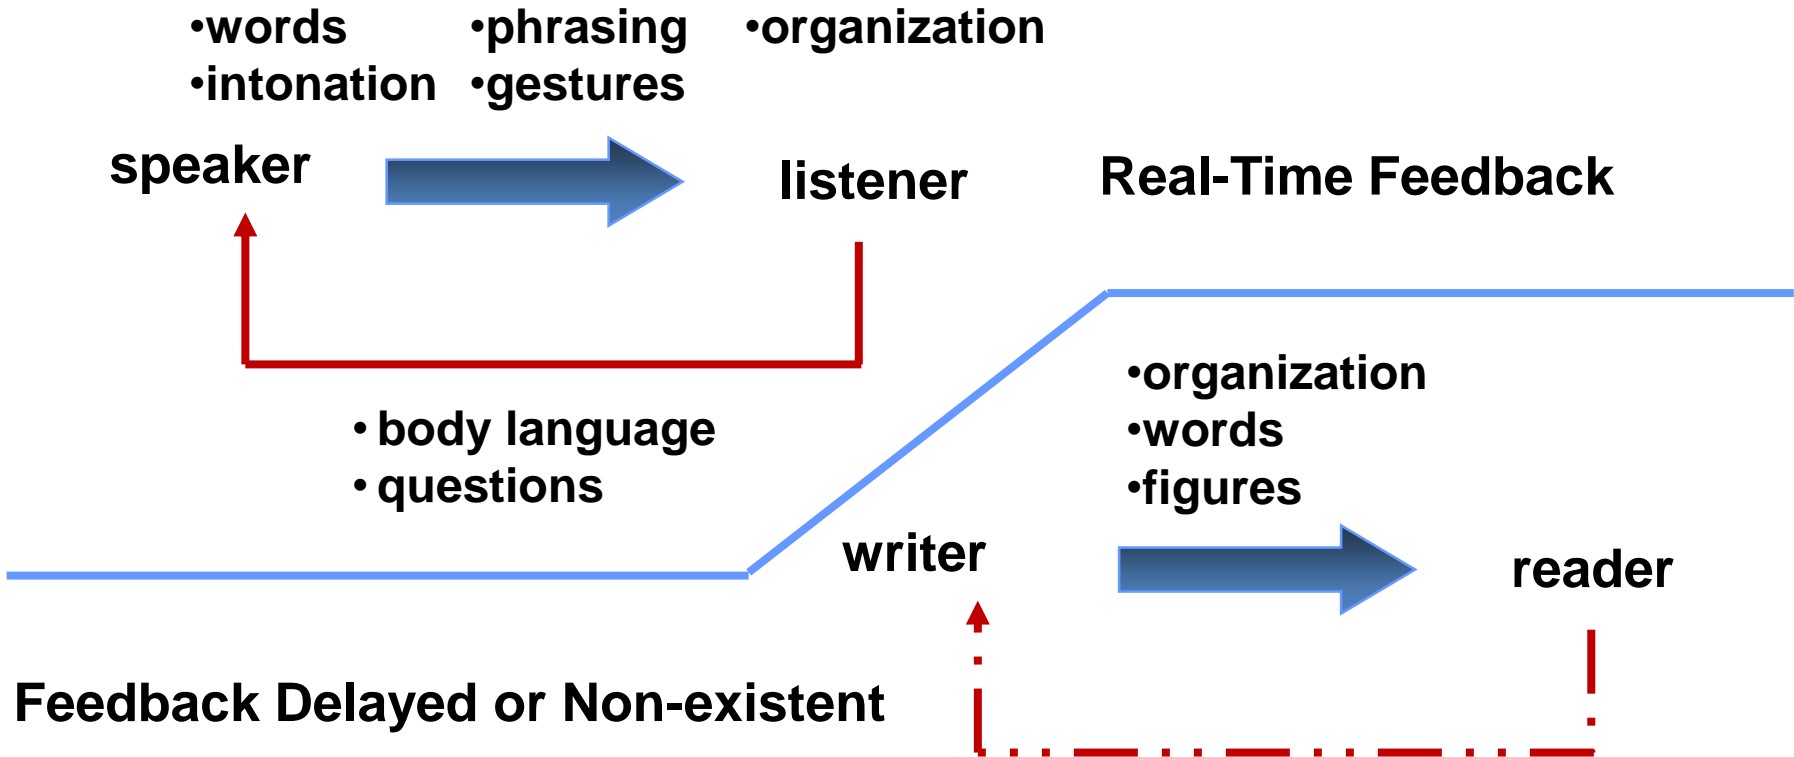 •words •phrasing •organization
•intonation •gestures
speaker
listener
Real-Time Feedback
• body language
• questions
•organization
•words
•figures
writer
reader
Feedback Delayed or Non-existent